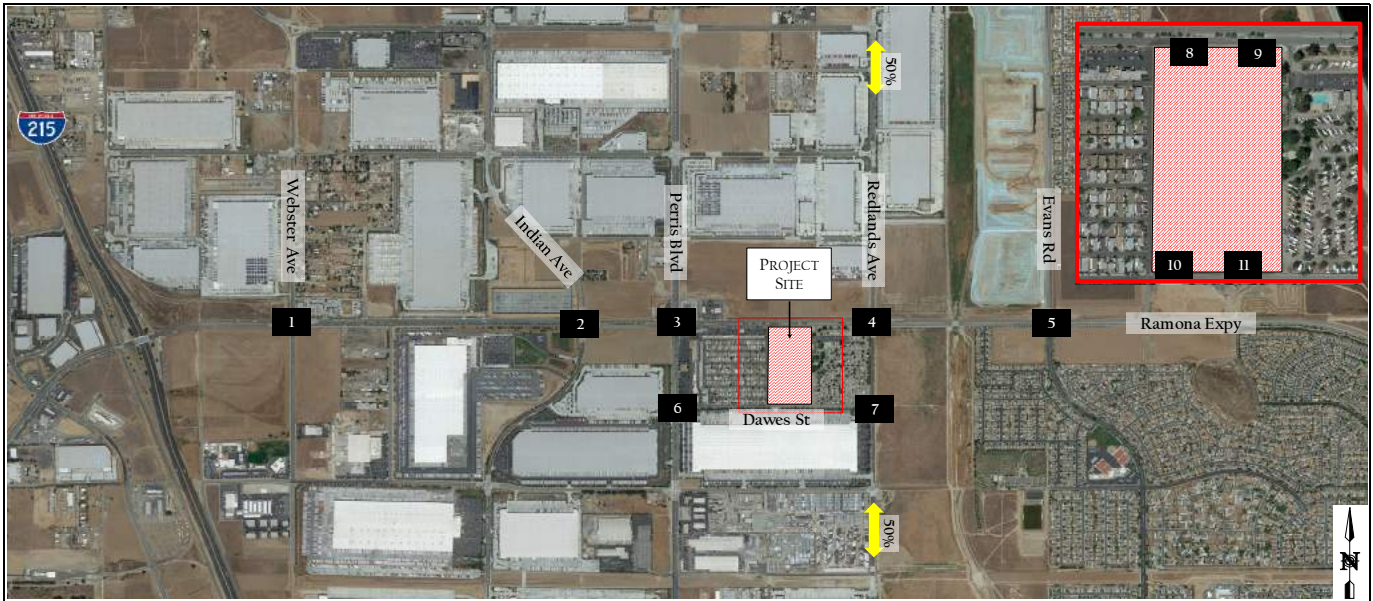 50%
8
9
215
Webster Ave
Indian Ave
Perris Blvd
Redlands Ave
Evans Rd
PROJECT
SITE
10
11
1
2
3
4
5
Ramona Expy
6
7
Dawes St
50%
N